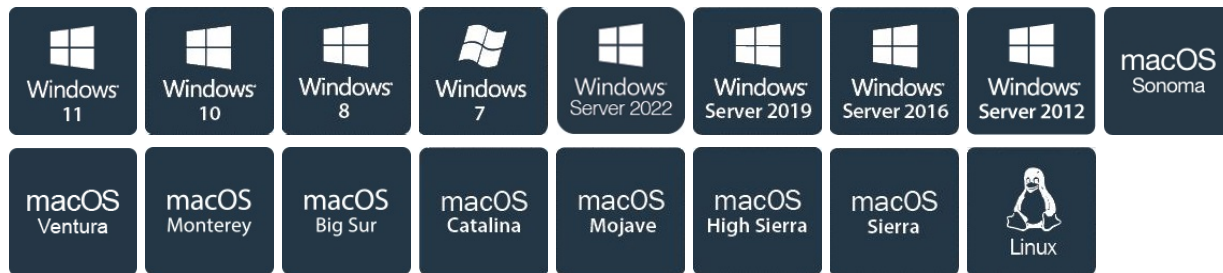 Windows
11
Windows
10
Windows
8
Windows
7
Windows
Server 2022
Windows
Server 2019
Windows
Server 2016
Windows
Server 2012
macOS
Sonoma
macOS
Ventura
macOS
Monterey
macOS
Big Sur
macOS
Catalina
macOS
Mojave
macOS
High Sierra
macOS
Sierra
Linux